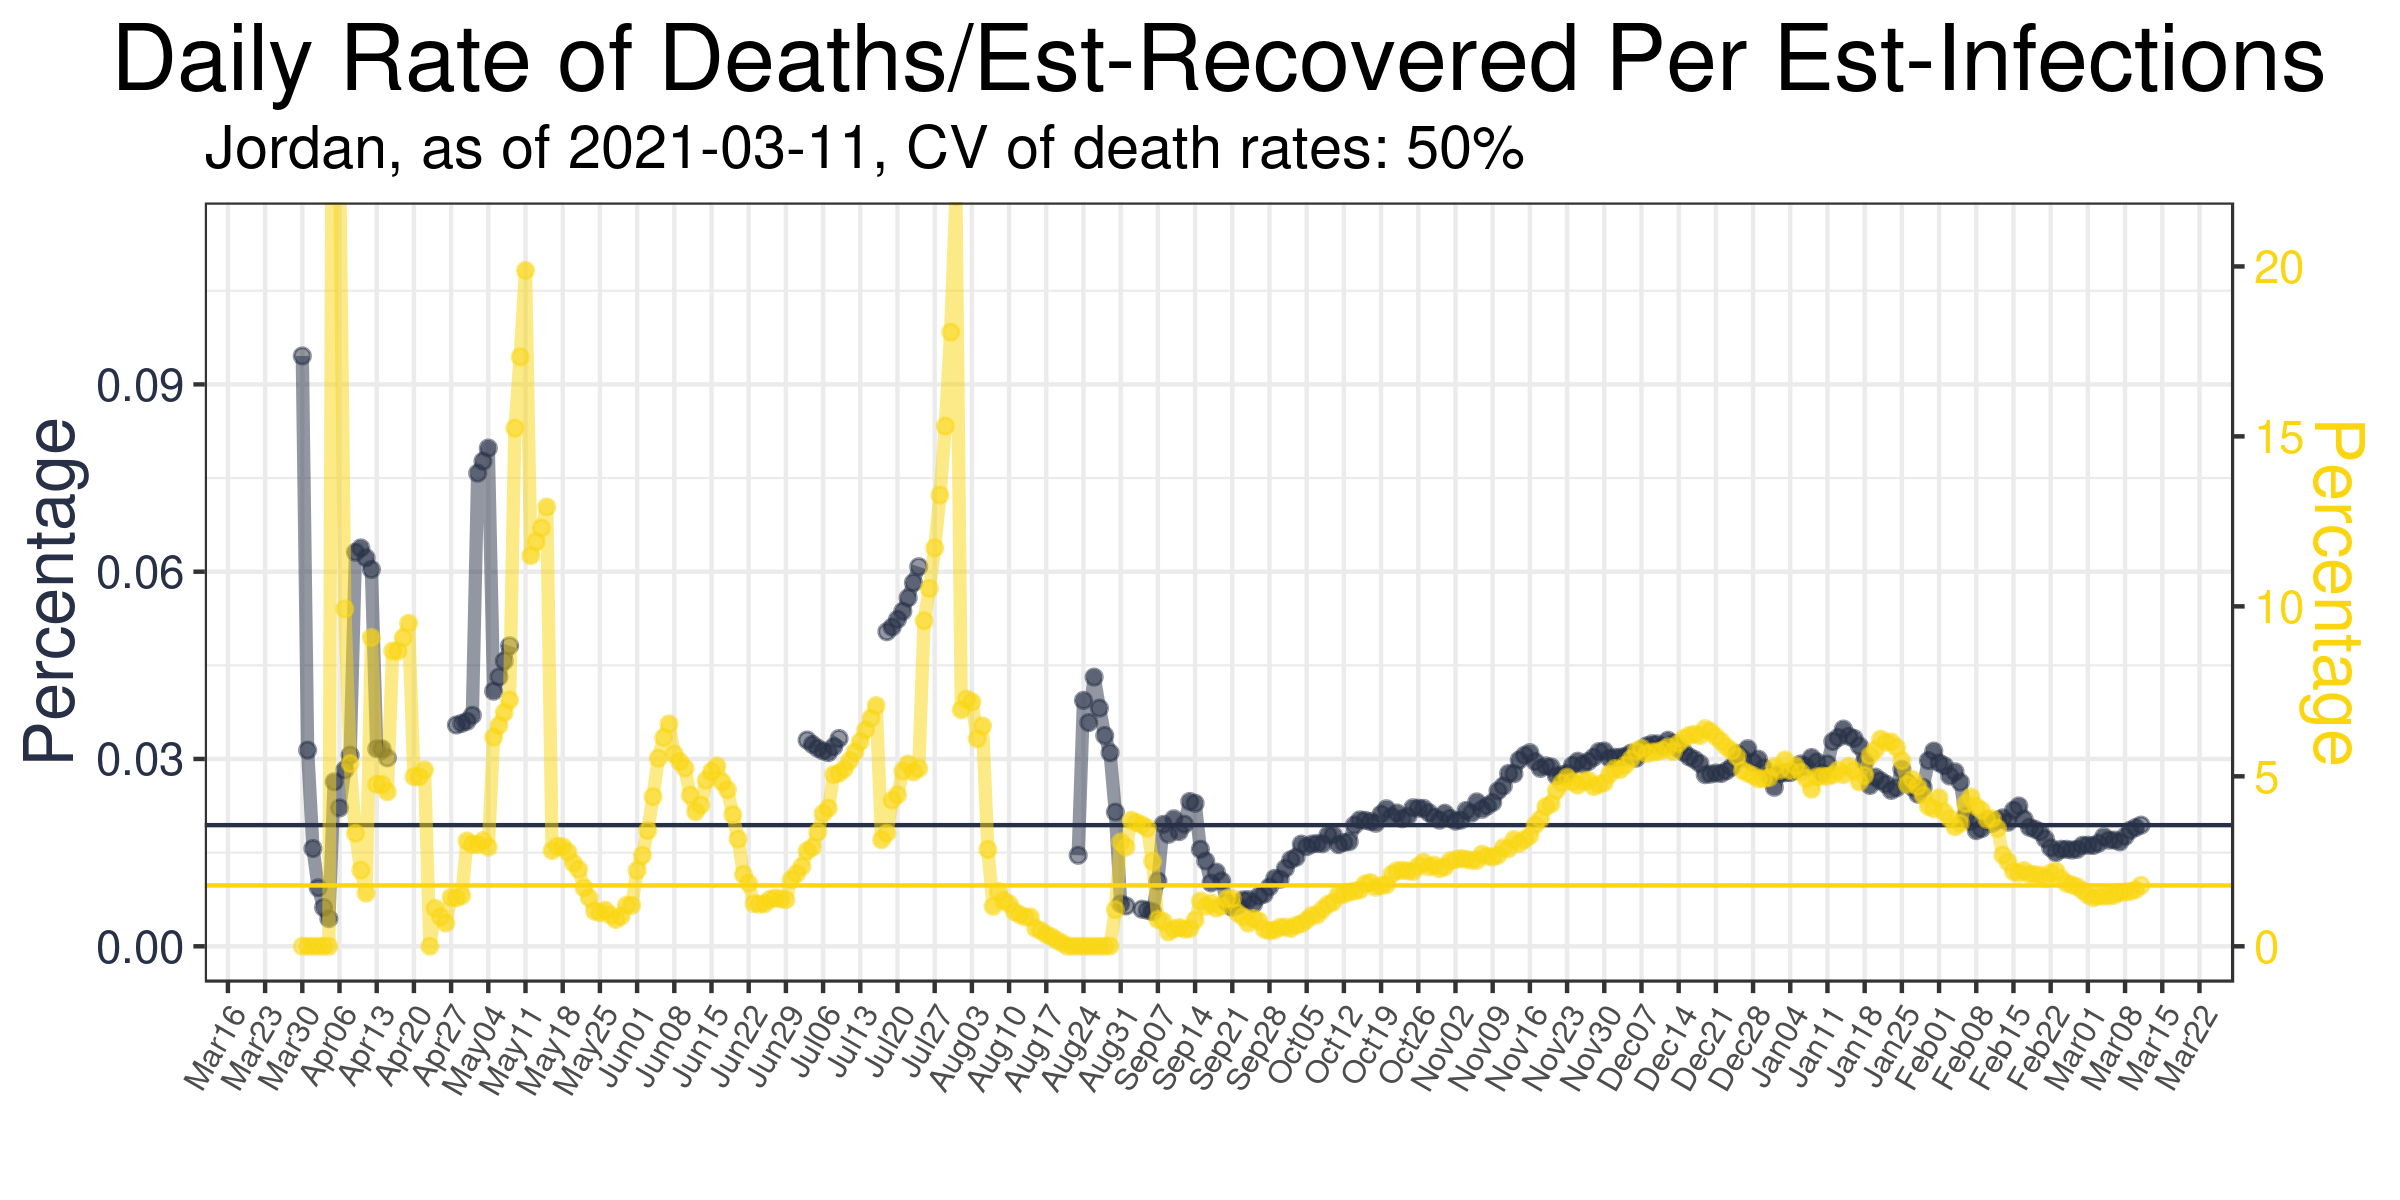 Daily Rate of Deaths/Est-Recovered Per Est-Infections
Jordan, as of 2021-03-11, CV of death rates: 50%
Percentage
0.09
0.06
0.03
0.00
20
15
10
5
0
Percentage
Mar16 Mar23 Mar30 Apr06 Apr13 Apr20 Apr27 May04 May11 May18 May25 Jun01 Jun08 Jun15 Jun22 Jun29 Jul06 Jul13 Jul20 Jul27 Aug03 Aug10 Aug17 Aug24 Aug31 Sep07 Sep14 Sep21 Sep28 Oct05 Oct12 Oct19 Oct26 Nov02 Nov09 Nov16 Nov23 Nov30 Dec07 Dec14 Dec21 Dec28 Jan04 Jan11 Jan18 Jan25 Feb01 Feb08 Feb15 Feb22 Mar01 Mar08 Mar15 Mar22